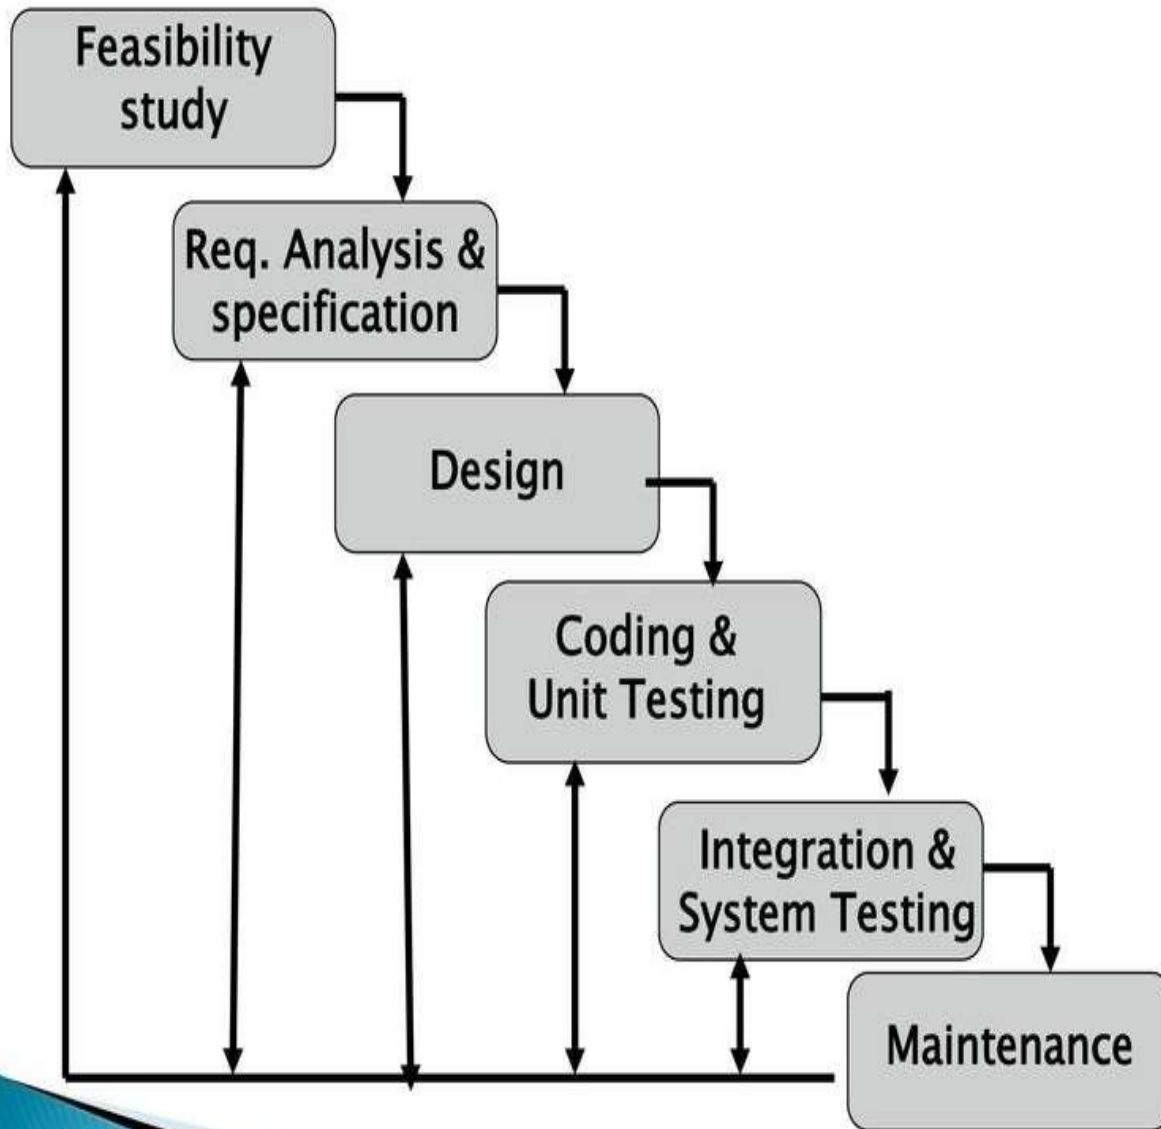 Feasibility
study
Req. Analysis &
specification
Design
Coding &
Unit Testing
Integration &
System Testing
Maintenance